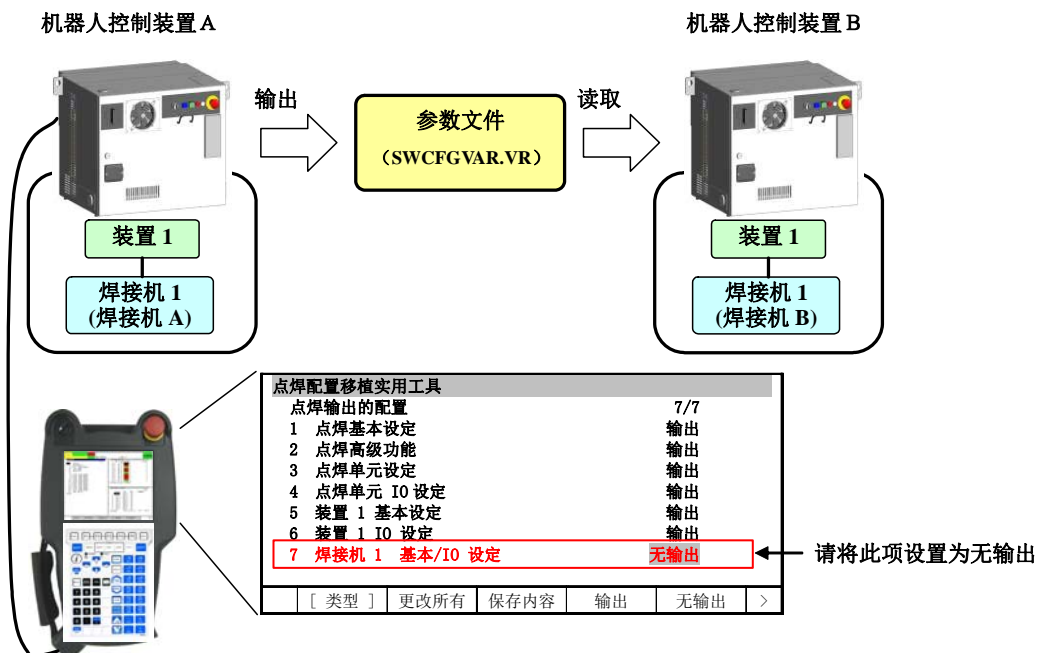 机器人控制装置A
机器人控制装置B
输出
参数文件
（SWCFGVAR.VR）
读取
装置 1
焊接机 1
(焊接机 A)
装置 1
焊接机 1
(焊接机 B)
点焊配置移植实用工具
点焊输出的配置 7/7
1 点焊基本设定 输出
2 点焊高级功能 输出
3 点焊单元设定 输出
4 点焊单元 IO 设定 输出
5 装置 1 基本设定 输出
6 装置 1 IO 设定 输出
7 焊接机 1 基本/IO 设定 无输出
请将此项设置为无输出
[ 类型 ] 更改所有 保存内容 输出 无输出 >